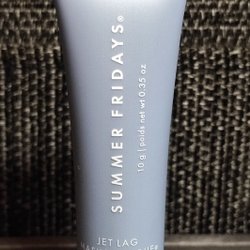 SUMMER FRIDAYS®
10 g | poids net wt 0.35 oz
JET LAG